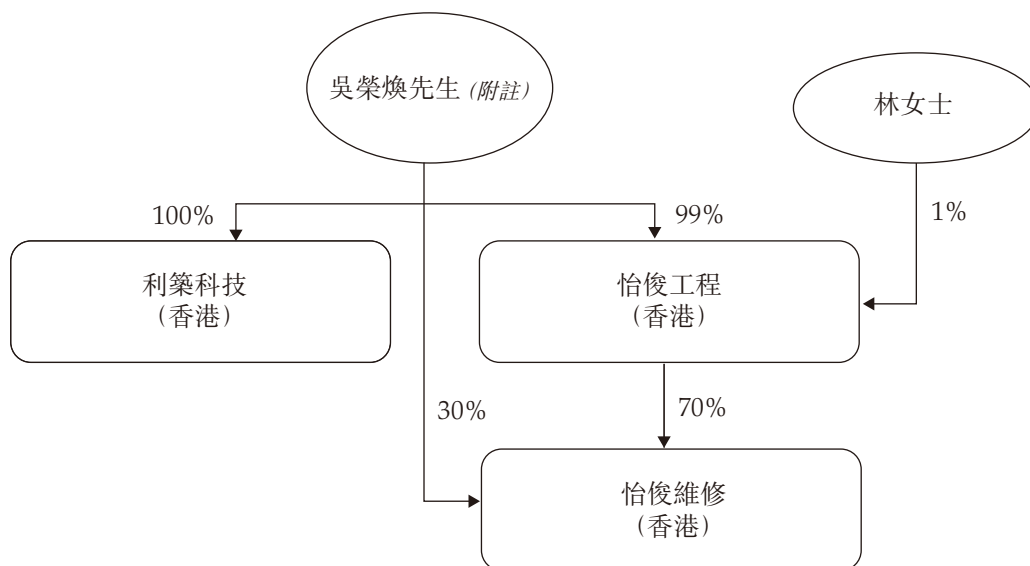 吳榮煥先生 (附註)
林女士
100%
99%
1%
利築科技
(香港)
怡俊工程
(香港)
30%
70%
怡俊維修
(香港)